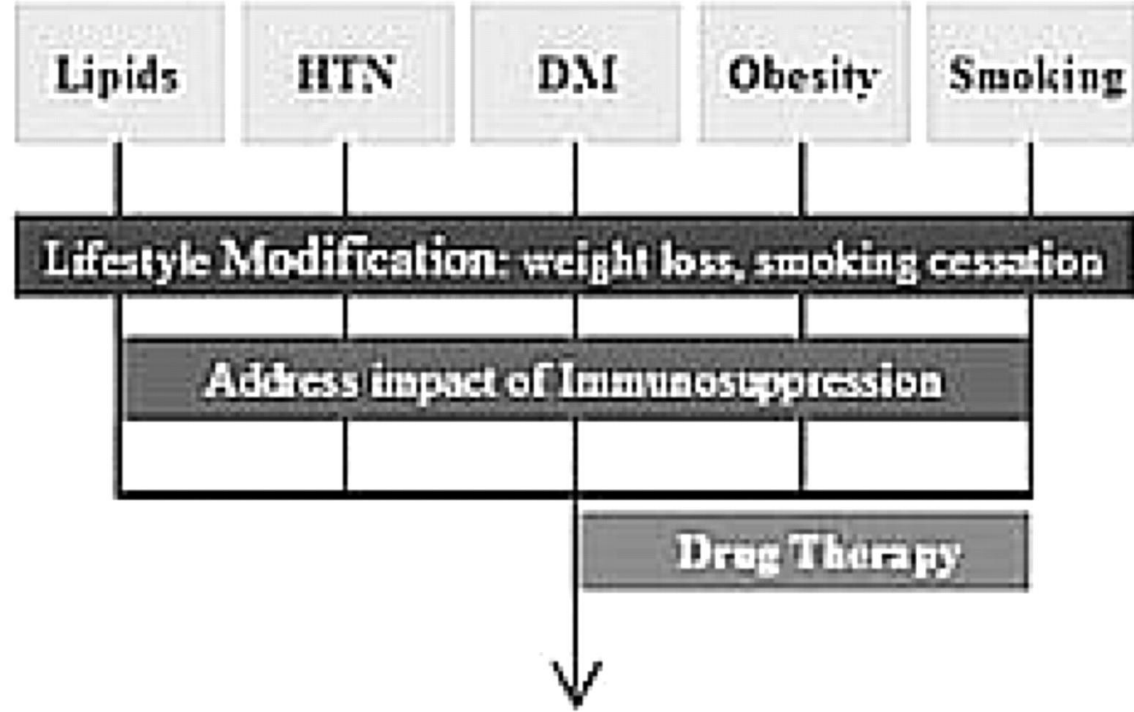 Lipids
HTN
DM
Obesity
Smoking
Lifestyle Modification: weight loss, smoking cessation
Address impact of Immunosuppression
Drug Therapy